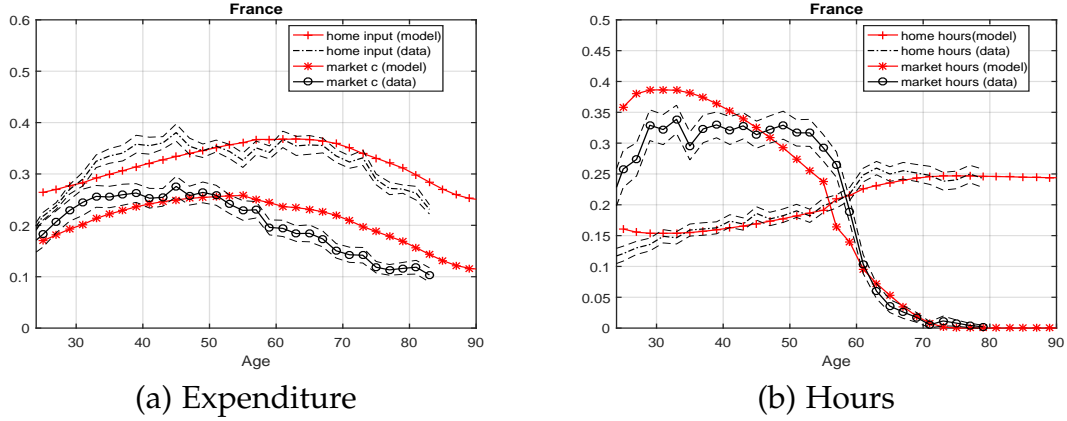 France
0.6
0.5
0.4
0.3
0.2
0.1
0
30 40 50 60 70 80 90
Age
home input (model)
home input (data)
market c (model)
market c (data)
(a) Expenditure
France
0.5
0.45
0.4
0.35
0.3
0.25
0.2
0.15
0.1
0.05
0
30 40 50 60 70 80 90
Age
home hours(model)
home hours (data)
market hours (model)
market hours (data)
(b) Hours